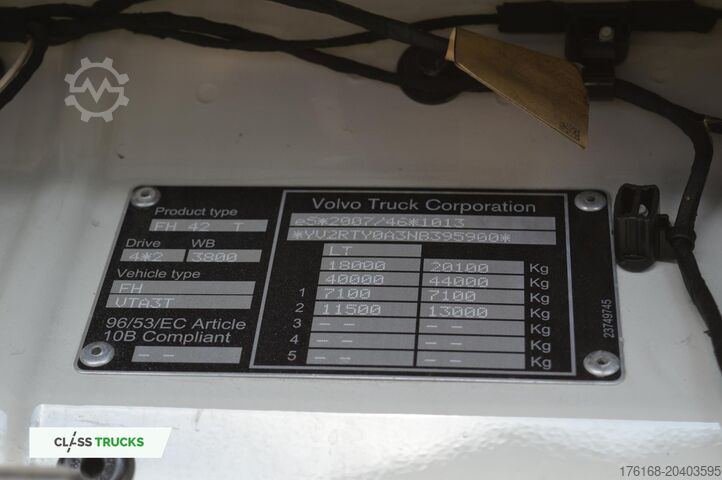 Volvo Truck Corporation
Product type
FH 42 T
Drive WB
4*2 3800
Vehicle type
FH
VTA3T
96/53/EC Article
10B Compliant
- -
e5*2007/46*1013
*YV2RTY0A3NB395900*
LT
18000 20100 Kg
40000 44000 Kg
1 7100 7100 Kg
2 11500 13000 Kg
3 - - - - Kg
4 - - - - Kg
5 - - - - Kg
23749745
CLASS TRUCKS
176168-20403595